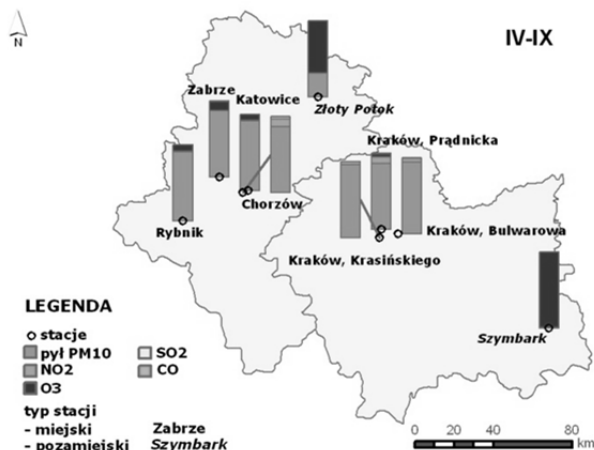 N
IV-IX
Zabrze
Katowice
Złoty Potok
Kraków, Prądnicka
Chorzów
Rybnik
Kraków, Bulwarowa
Kraków, Krasińskiego
Szymbark
LEGENDA
stacje
pył PM10 SO2
NO2 CO
O3
typ stacji
- miejski Zabrze
- pozamiejski Szymbark
0 20 40 80
km